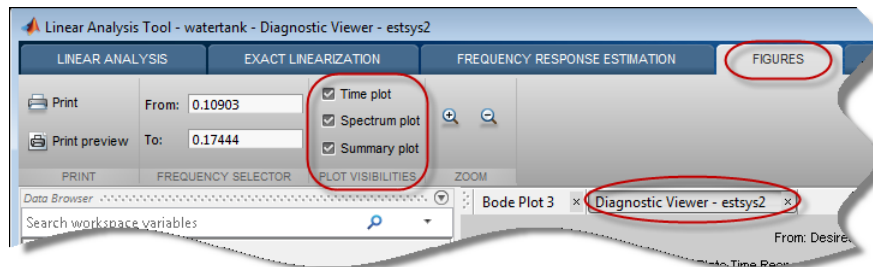 Linear Analysis Tool - watertank - Diagnostic Viewer - estsys2
LINEAR ANALYSIS
EXACT LINEARIZATION
FREQUENCY RESPONSE ESTIMATION
FIGURES
Print
From: 0.10903
Time plot
Spectrum plot
Print preview
To: 0.17444
Summary plot
PRINT
FREQUENCY SELECTOR
PLOT VISIBILITIES
ZOOM
Data Browser
Search workspace variables
Bode Plot 3 ×
Diagnostic Viewer - estsys2 ×
From: Desire